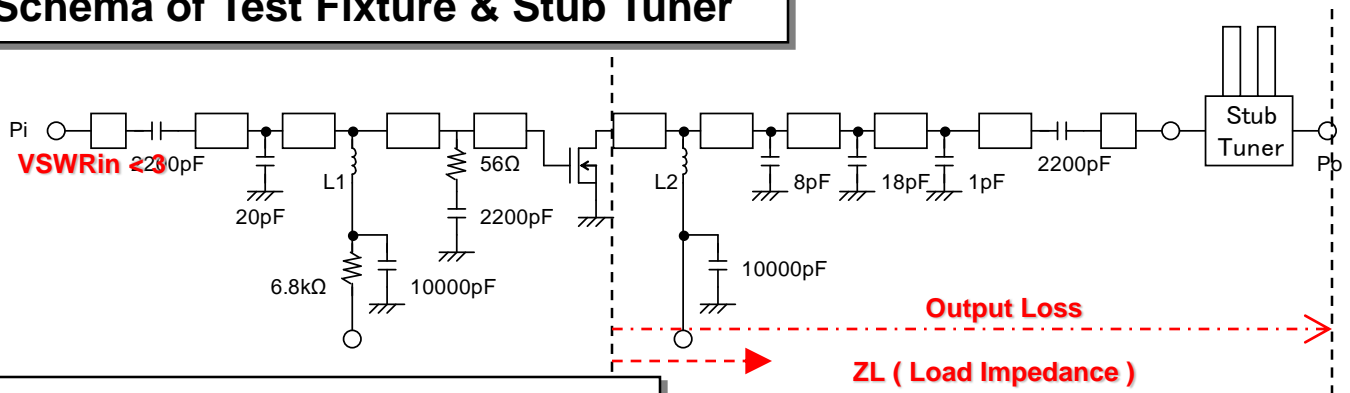 Schema of Test Fixture & Stub Tuner
Pi
VSWRin < 3
2200pF
20pF
L1
6.8kΩ
10000pF
56Ω
2200pF
L2
10000pF
8pF
18pF
1pF
2200pF
Stub
Tuner
Po
Output Loss
ZL ( Load Impedance )